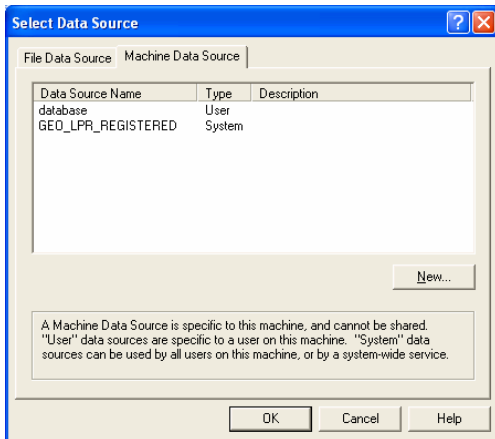 Select Data Source
File Data Source Machine Data Source
Data Source Name Type Description
database User
GEO_LPR_REGISTERED System
New...
A Machine Data Source is specific to this machine, and cannot be shared.
"User" data sources are specific to a user on this machine. "System" data
sources can be used by all users on this machine, or by a system-wide service.
OK Cancel Help